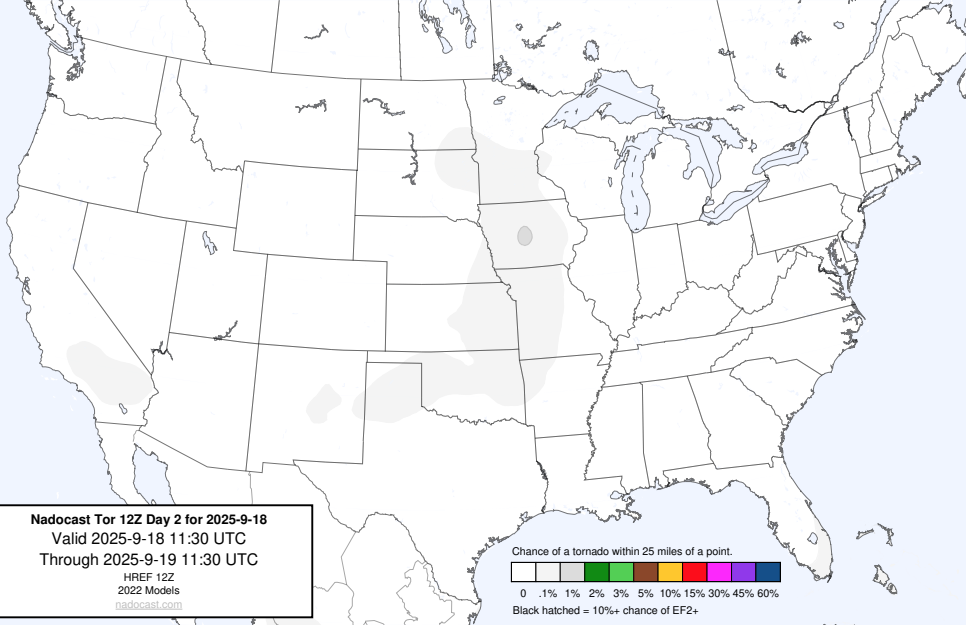 Nadocast Tor 12Z Day 2 for 2025-9-18
Valid 2025-9-18 11:30 UTC
Through 2025-9-19 11:30 UTC
HREF 12Z
2022 Models
nadocast.com
Chance of a tornado within 25 miles of a point.
0 .1% 1% 2% 3% 5% 10% 15% 30% 45% 60%
Black hatched = 10%+ chance of EF2+